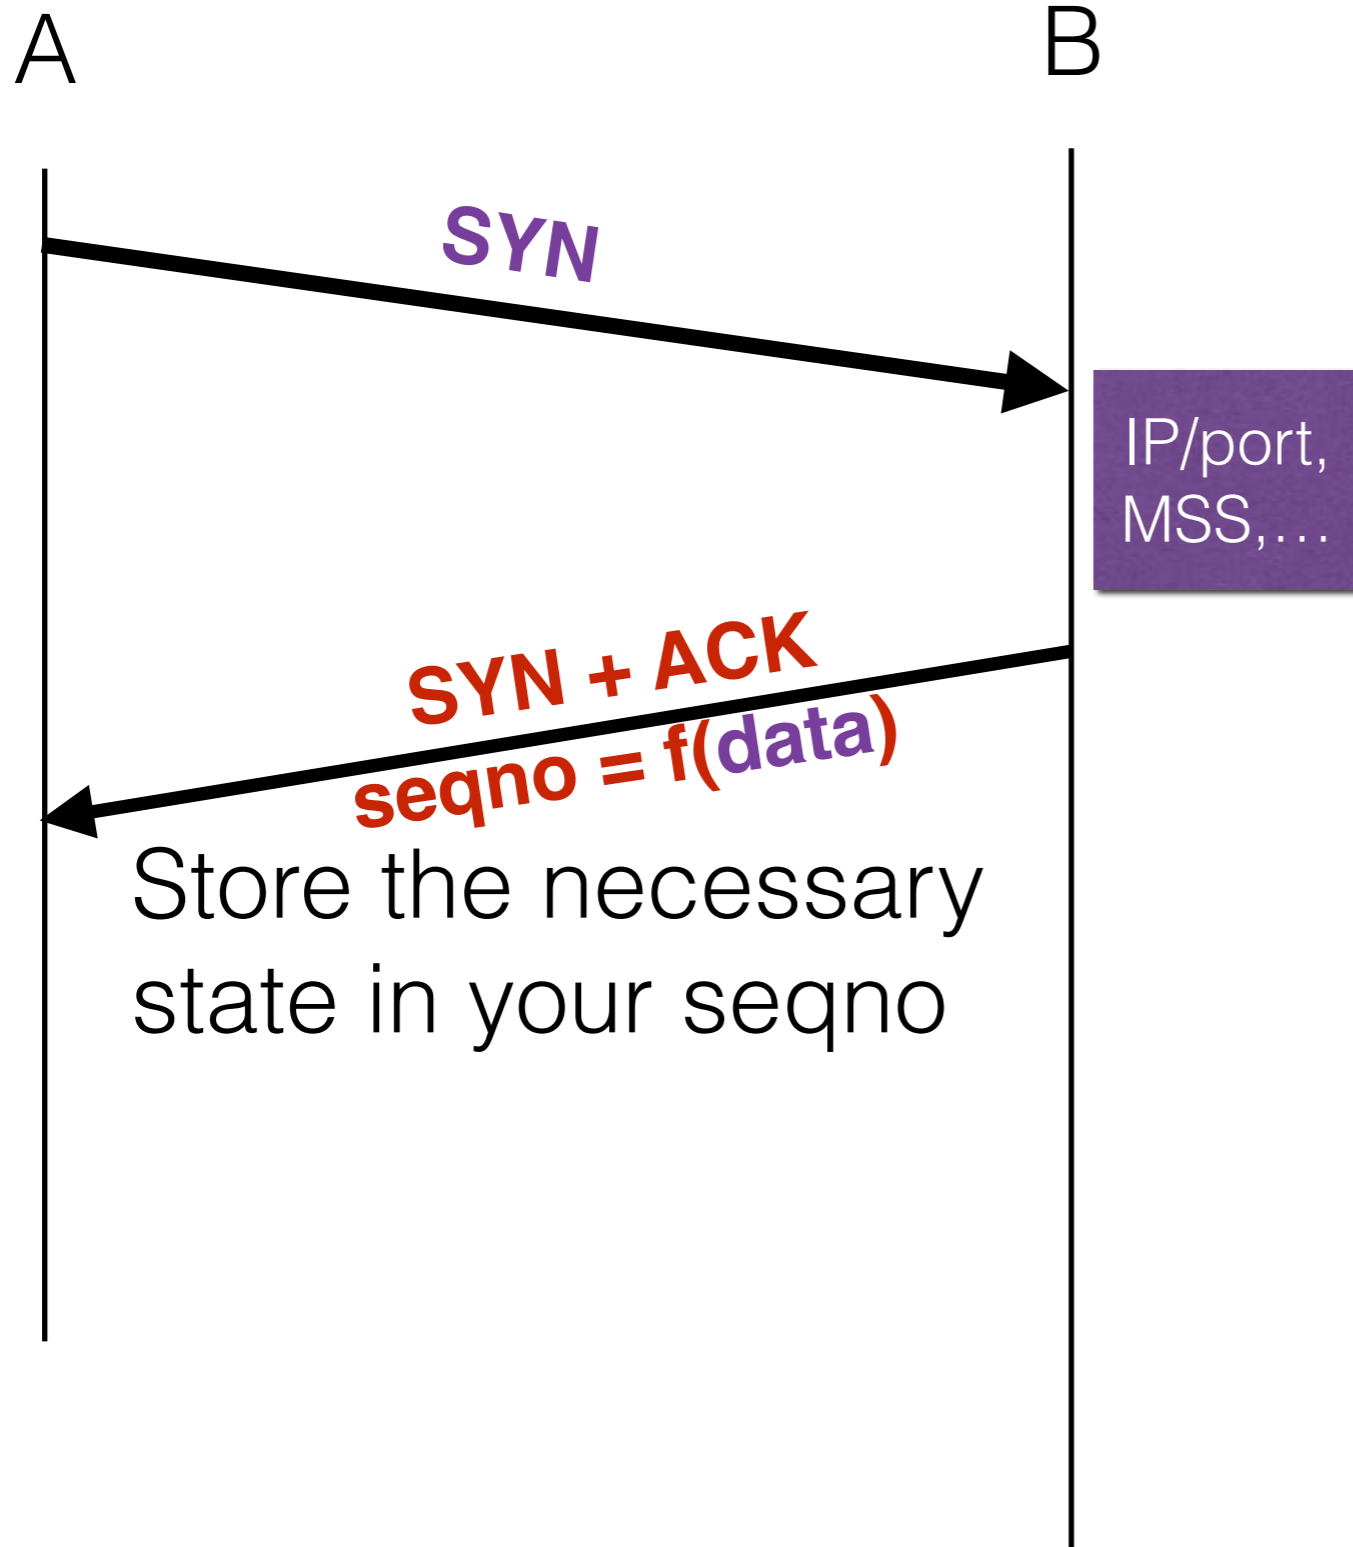 A
B
SYN
IP/port,
MSS,...
SYN + ACK
seqno = f(data)
Store the necessary
state in your seqno